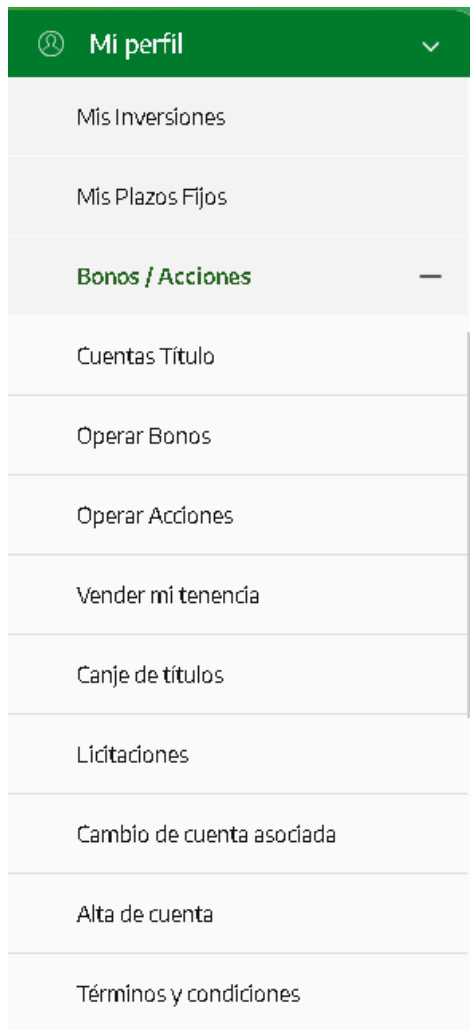 Mi perfil
Mis Inversiones
Mis Plazos Fijos
Bonos / Acciones
Cuentas Título
Operar Bonos
Operar Acciones
Vender mi tenencia
Canje de títulos
Licitaciones
Cambio de cuenta asociada
Alta de cuenta
Términos y condiciones